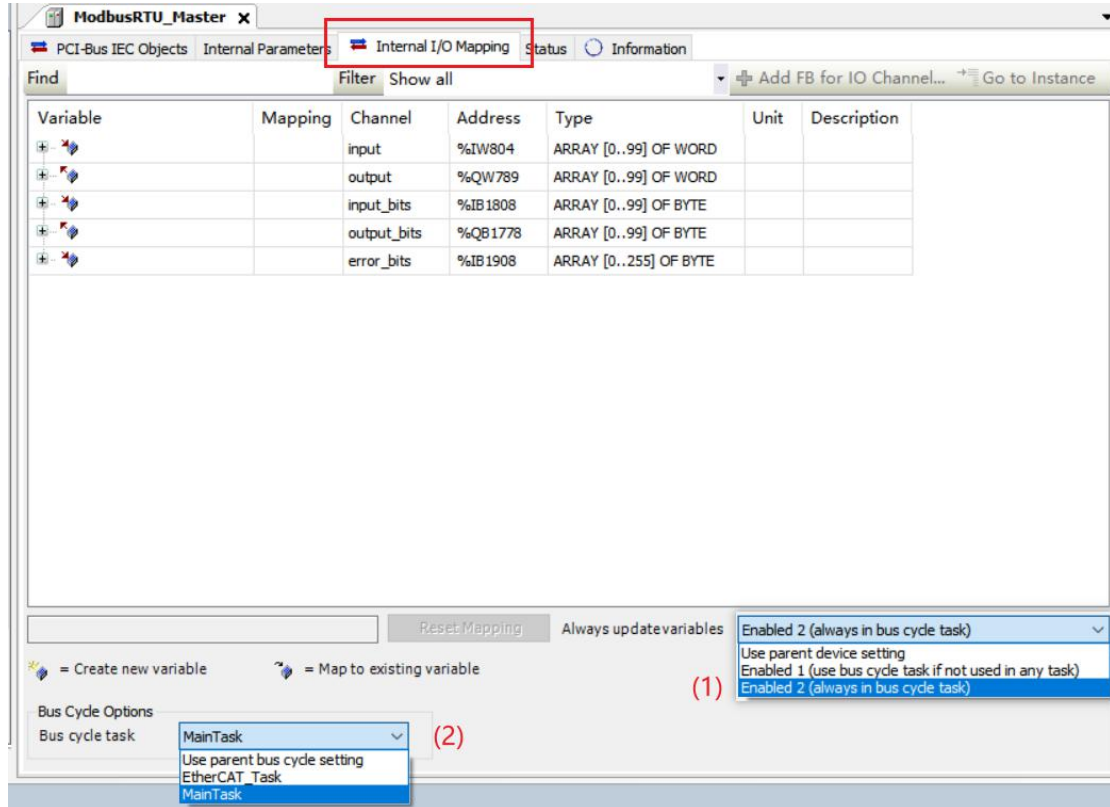 ModbusRTU_Master X
PCI-Bus IEC Objects Internal Parameters Internal I/O Mapping Status Information
Find Filter Show all Add FB for IO Channel... Go to Instance
Variable Mapping Channel Address Type Unit Description
input %IW804 ARRAY [0..99] OF WORD
output %QW789 ARRAY [0..99] OF WORD
input_bits %IB1808 ARRAY [0..99] OF BYTE
output_bits %QB1778 ARRAY [0..99] OF BYTE
error_bits %IB1908 ARRAY [0..255] OF BYTE
Reset Mapping Always update variables Enabled 2 (always in bus cycle task)
Use parent device setting
= Create new variable = Map to existing variable Enabled 1 (use bus cycle task if not used in any task)
(1) Enabled 2 (always in bus cycle task)
Bus Cycle Options
Bus cycle task MainTask (2)
Use parent bus cycle setting
EtherCAT_Task
MainTask